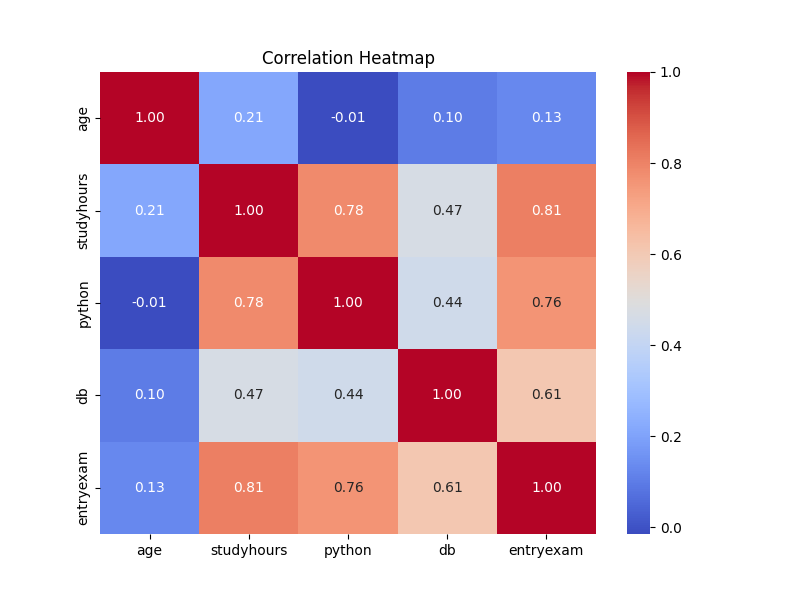 Correlation Heatmap
age 1.00 0.21 -0.01 0.10 0.13
studyhours 0.21 1.00 0.78 0.47 0.81
python -0.01 0.78 1.00 0.44 0.76
db 0.10 0.47 0.44 1.00 0.61
entryexam 0.13 0.81 0.76 0.61 1.00
age studyhours python db entryexam
1.0
0.8
0.6
0.4
0.2
0.0